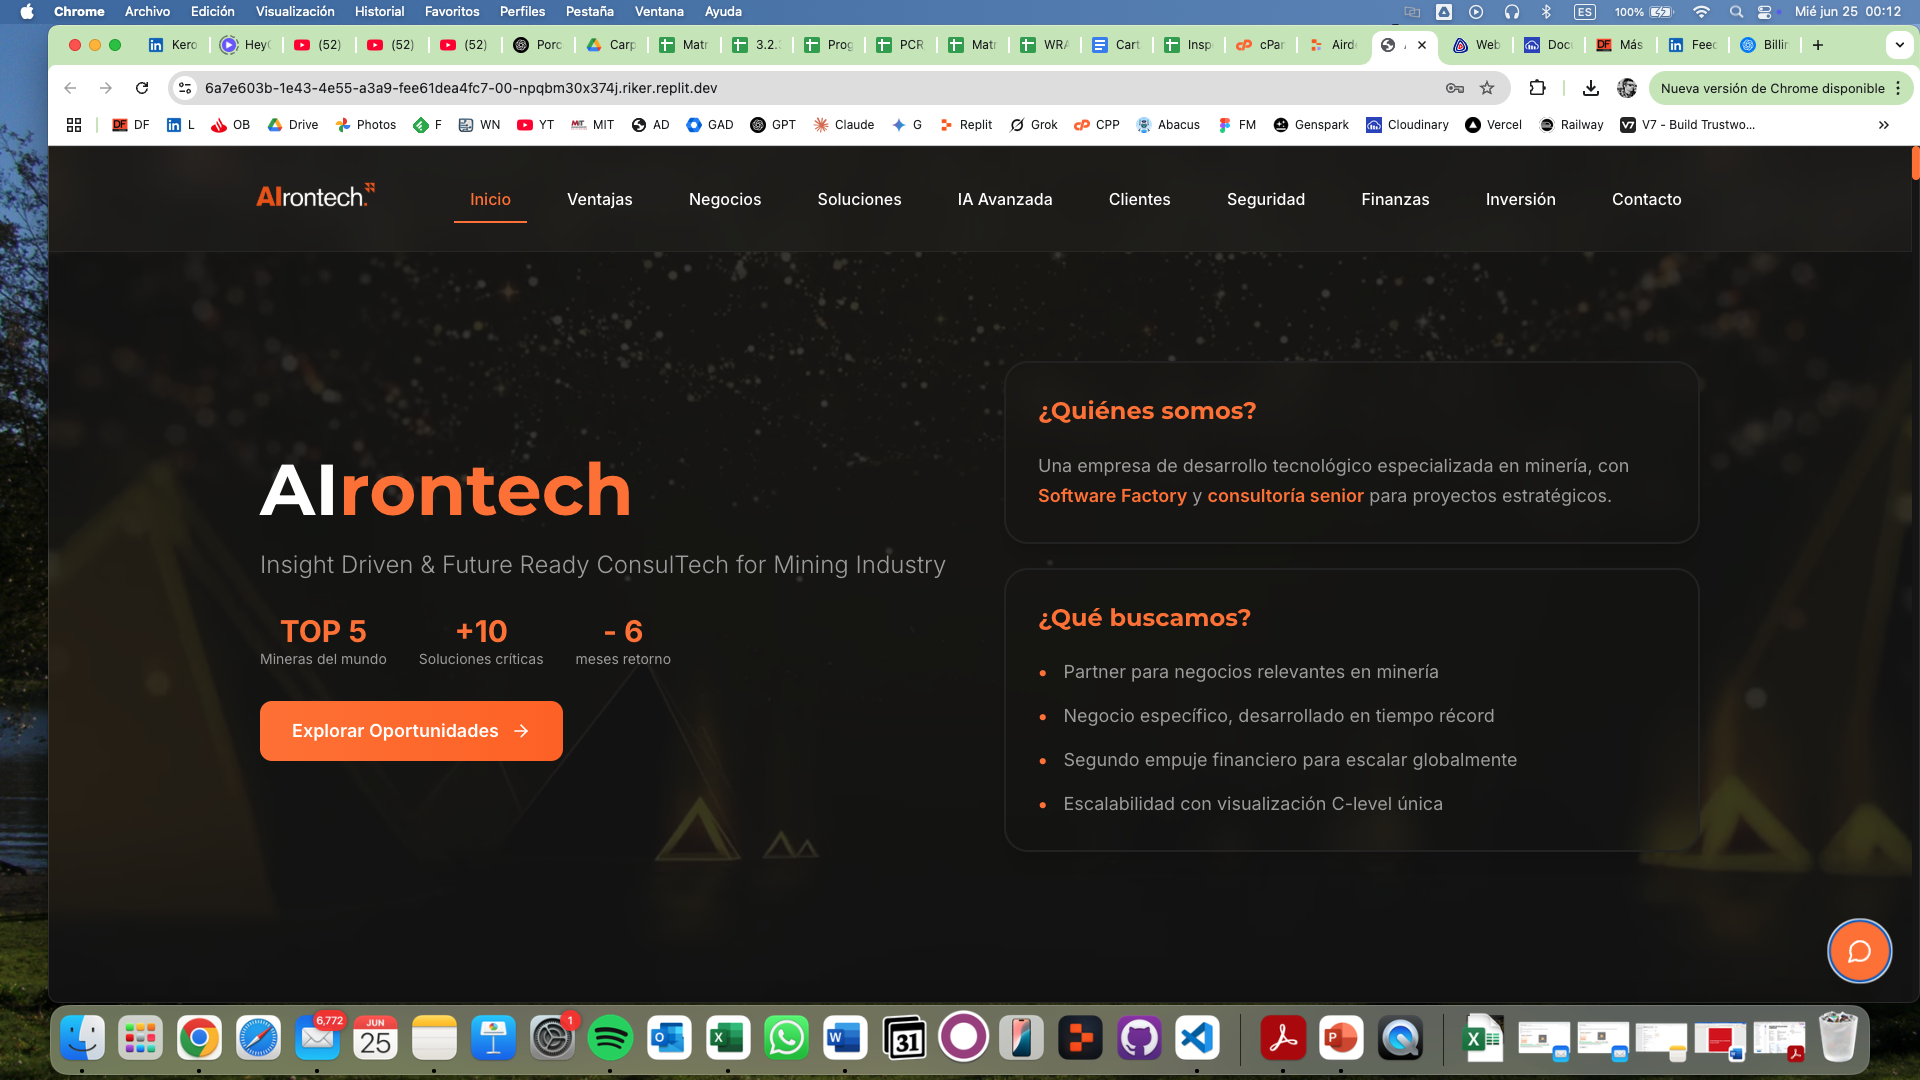 Chrome Archivo Edición Visualización Historial Favoritos Perfiles Pestaña Ventana Ayuda ES 100% Mié jun 25 00:12
Kero HeyG (52) (52) (52) Porc Carp Matr 3.2. Prog PCR Matr WRA Cart Insp cPar Aird Web Docu Más Feed Billin
6a7e603b-1e43-4e55-a3a9-fee61dea4fc7-00-npqbm30x374j.riker.replit.dev Nueva versión de Chrome disponible
DF L OB Drive Photos F WN YT MIT AD GAD GPT Claude G Replit Grok CPP Abacus FM Genspark Cloudinary Vercel Railway V7 - Build Trustwo...
AIrontech. Inicio Ventajas Negocios Soluciones IA Avanzada Clientes Seguridad Finanzas Inversión Contacto
AIrontech
Insight Driven & Future Ready ConsulTech for Mining Industry
TOP 5 +10 - 6
Mineras del mundo Soluciones críticas meses retorno
Explorar Oportunidades →
¿Quiénes somos?
Una empresa de desarrollo tecnológico especializada en minería, con
Software Factory y consultoría senior para proyectos estratégicos.
¿Qué buscamos?
• Partner para negocios relevantes en minería
• Negocio específico, desarrollado en tiempo récord
• Segundo empuje financiero para escalar globalmente
• Escalabilidad con visualización C-level única
6,772 JUN 25 1 31